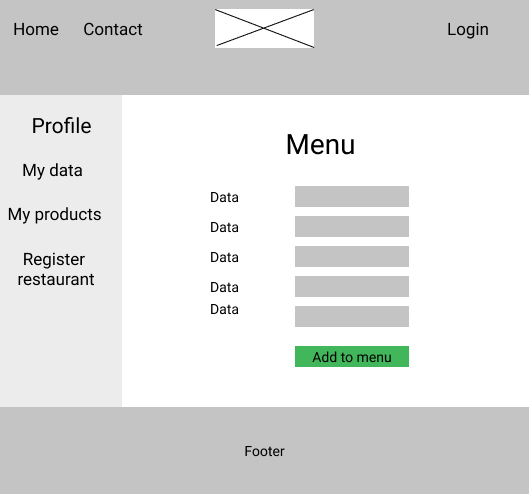 Home Contact Login
Profile
My data
My products
Register
restaurant
Menu
Data
Data
Data
Data
Data
Add to menu
Footer